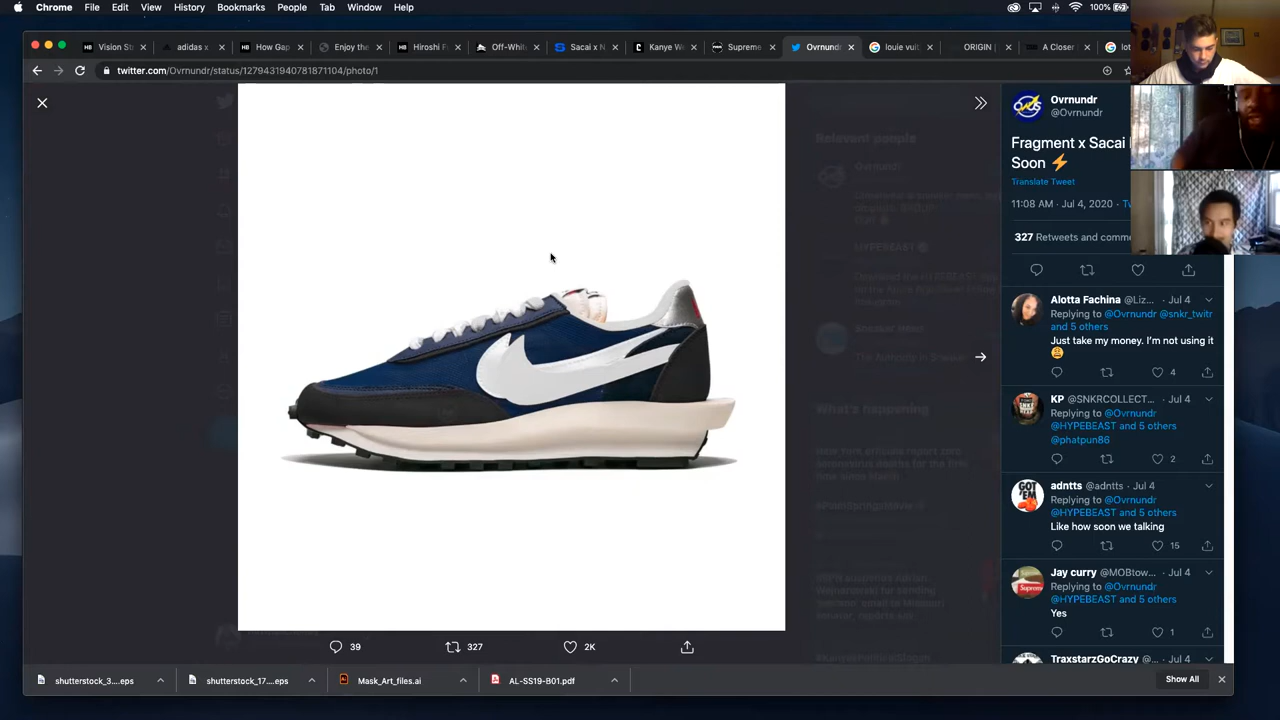 Chrome File Edit View History Bookmarks People Tab Window Help 100%
Vision St adidas x How Gap Enjoy the Hiroshi F Off-Whit Sacai x N Kanye W Supreme Ovrnundr louie vuit ORIGIN | A Closer lot
twitter.com/Ovrnundr/status/1279431940781871104/photo/1
Relevant people
Ovrnundr
What's happening
39 327 2K
Ovrnundr
@Ovrnundr
Fragment x Sacai
Soon ⚡
Translate Tweet
11:08 AM · Jul 4, 2020 · Tw
327 Retweets and comme
Alotta Fachina @Liz... · Jul 4
Replying to @Ovrnundr @snkr_twitr
and 5 others
Just take my money. I'm not using it
😩
4
KP @SNKRCOLLECT... · Jul 4
Replying to @Ovrnundr
@HYPEBEAST and 5 others
@phatpun86
2
adntts @adntts · Jul 4
Replying to @Ovrnundr
@HYPEBEAST and 5 others
Like how soon we talking
15
Jay curry @MOBtow... · Jul 4
Replying to @Ovrnundr
@HYPEBEAST and 5 others
Yes
1
TraxstarzGoCrazy @... · Jul 4
shutterstock_3....eps shutterstock_17....eps Mask_Art_files.ai AL-SS19-B01.pdf Show All